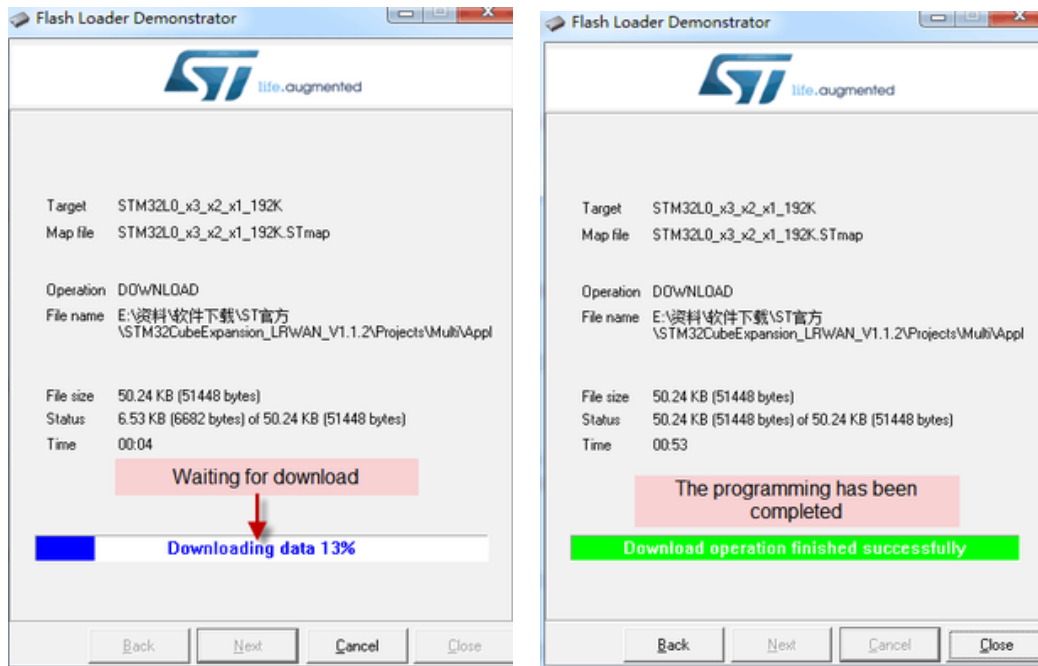 Flash Loader Demonstrator
ST life.augmented
Target STM32L0_x3_x2_x1_192K
Map file STM32L0_x3_x2_x1_192K.STmap
Operation DOWNLOAD
File name E:\资料\软件下载\ST官方
\STM32CubeExpansion_LRWAN_V1.1.2\Projects\Multi\Appl
File size 50.24 KB (51448 bytes)
Status 6.53 KB (6682 bytes) of 50.24 KB (51448 bytes)
Time 00:04
Waiting for download
Downloading data 13%
Back Next Cancel Close
Flash Loader Demonstrator
ST life.augmented
Target STM32L0_x3_x2_x1_192K
Map file STM32L0_x3_x2_x1_192K.STmap
Operation DOWNLOAD
File name E:\资料\软件下载\ST官方
\STM32CubeExpansion_LRWAN_V1.1.2\Projects\Multi\Appl
File size 50.24 KB (51448 bytes)
Status 50.24 KB (51448 bytes) of 50.24 KB (51448 bytes)
Time 00:53
The programming has been
completed
Download operation finished successfully
Back Next Cancel Close